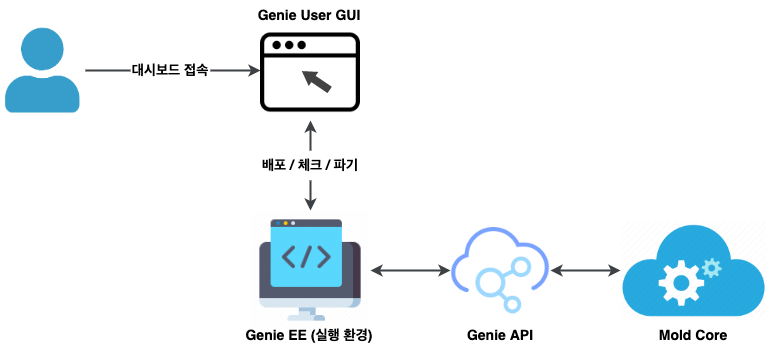 Genie User GUI
대시보드 접속
배포 / 체크 / 파기
</>
Genie EE (실행 환경)
Genie API
Mold Core